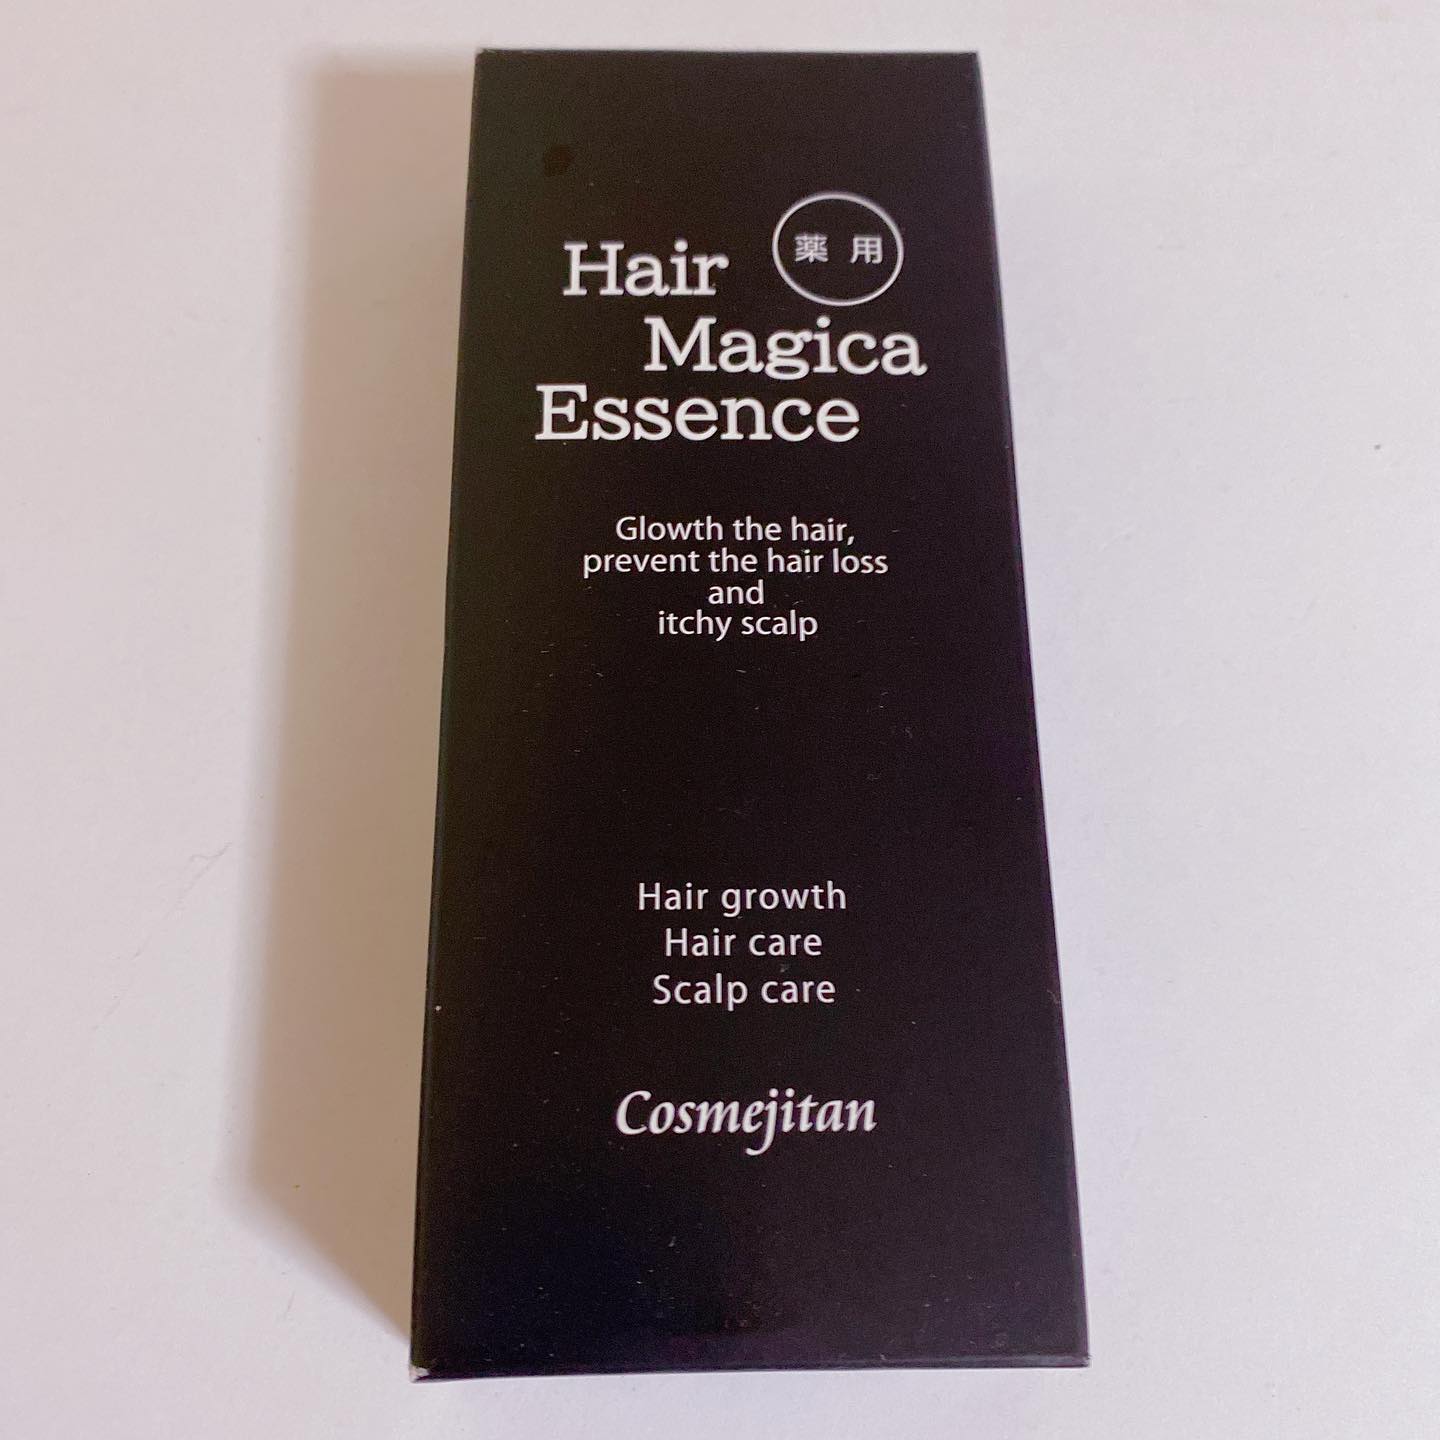 薬用
Hair
Magica
Essence
Glowth the hair,
prevent the hair loss
and
itchy scalp
Hair growth
Hair care
Scalp care
Cosmejitan